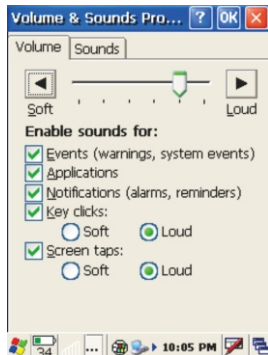 Volume & Sounds Pro... ? OK
Volume Sounds
Soft Loud
Enable sounds for:
Events (warnings, system events)
Applications
Notifications (alarms, reminders)
Key clicks:
Soft Loud
Screen taps:
Soft Loud
34 ... 10:05 PM